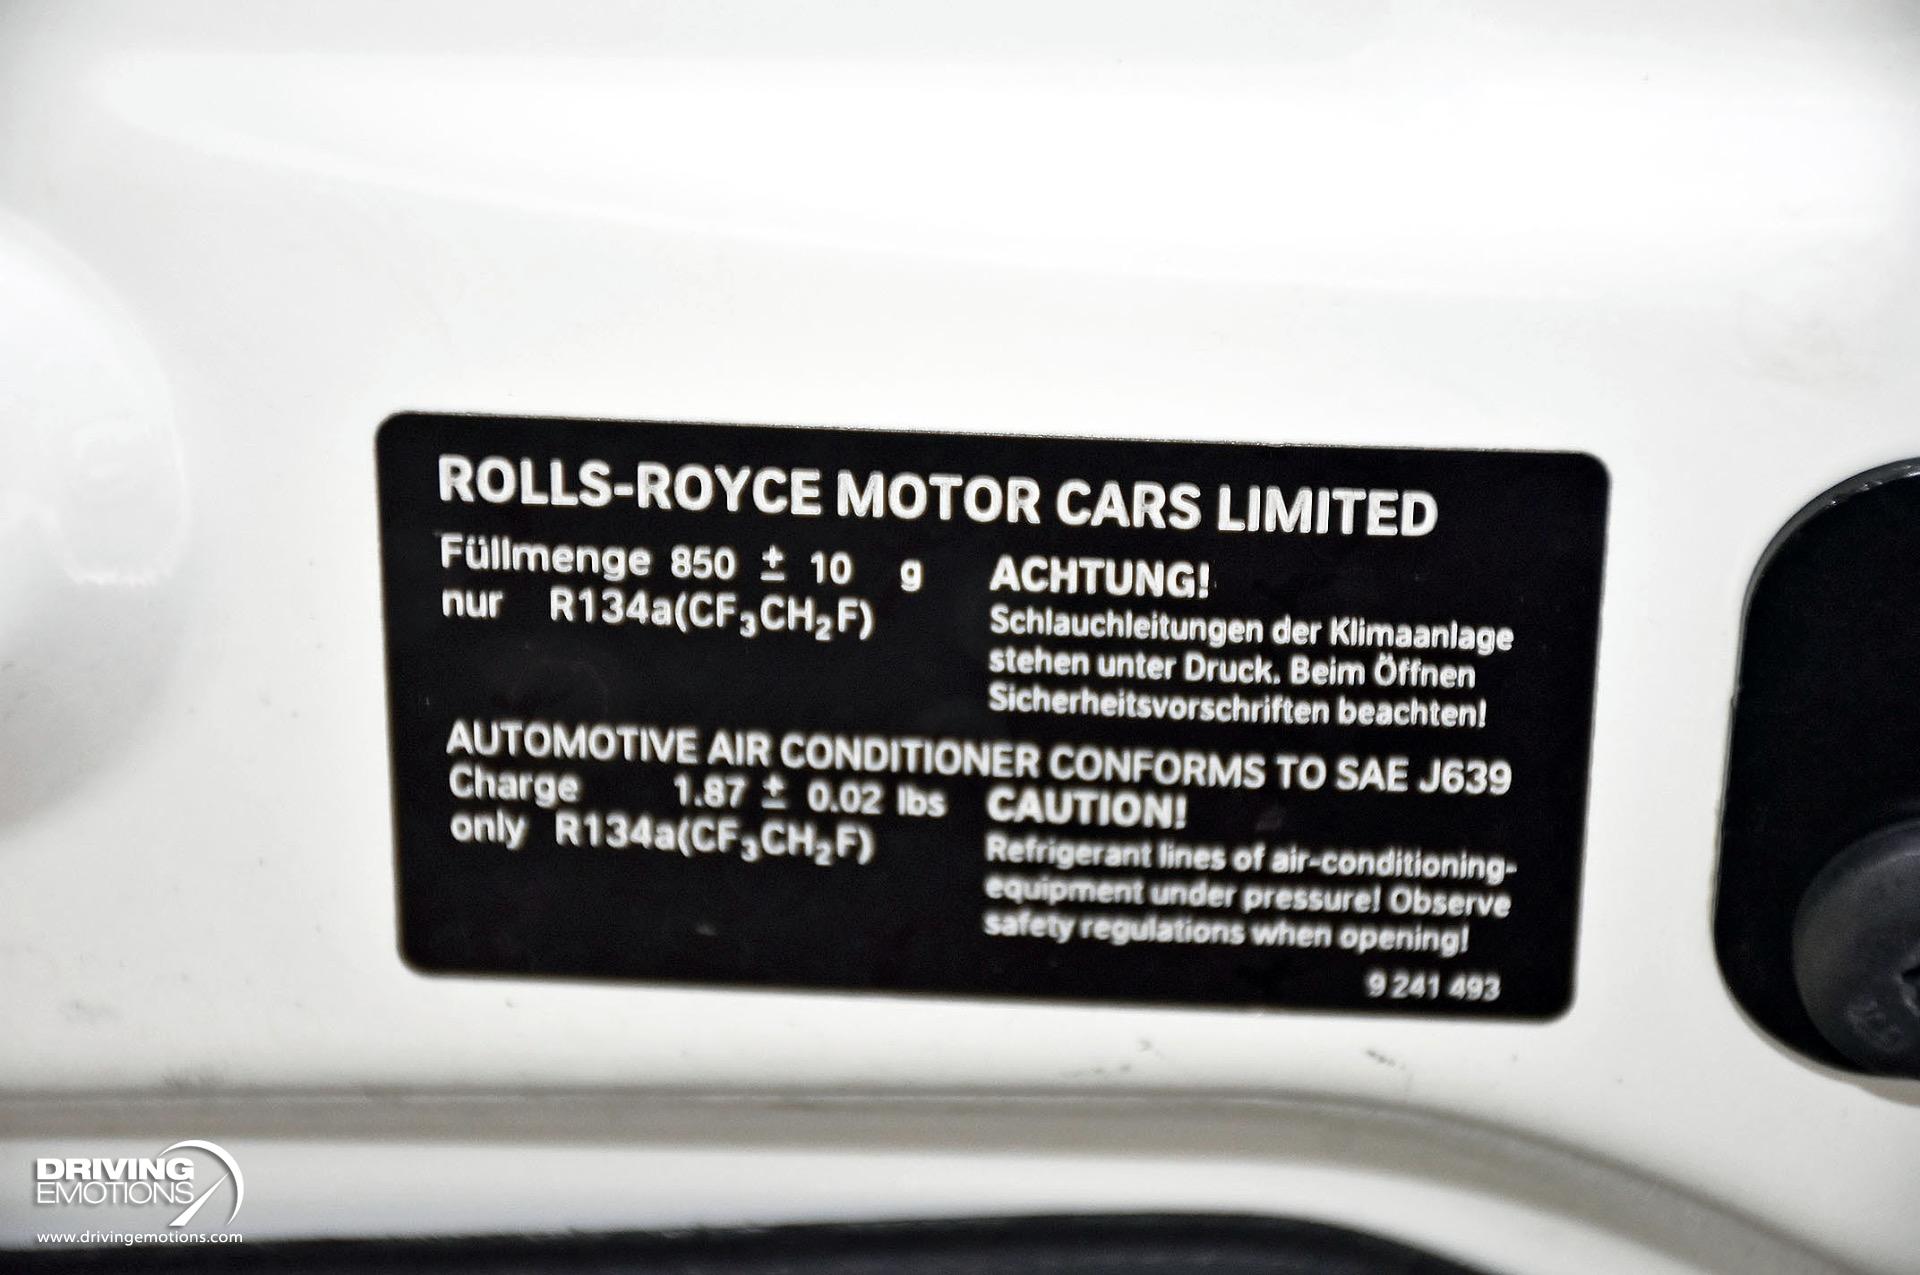 ROLLS-ROYCE MOTOR CARS LIMITED
Füllmenge 850 ± 10 g
nur R134a(CF₃CH₂F)
ACHTUNG!
Schlauchleitungen der Klimaanlage
stehen unter Druck. Beim Öffnen
Sicherheitsvorschriften beachten!
AUTOMOTIVE AIR CONDITIONER CONFORMS TO SAE J639
Charge 1.87 ± 0.02 lbs
only R134a(CF₃CH₂F)
CAUTION!
Refrigerant lines of air-conditioning-
equipment under pressure! Observe
safety regulations when opening!
9 241 493
DRIVING
EMOTIONS
www.drivingemotions.com